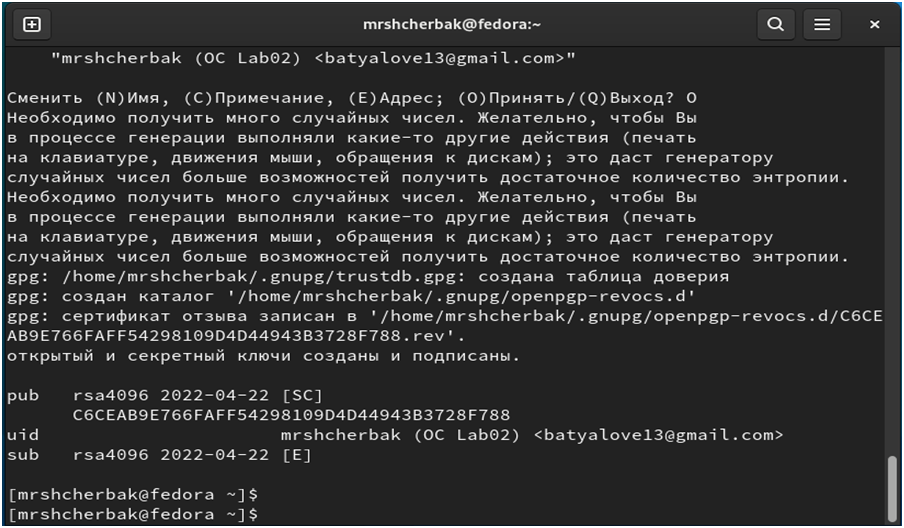 mrshcherbak@fedora:~
"mrshcherbak (OC Lab02) <batyalove13@gmail.com>"
Сменить (N)Имя, (C)Примечание, (E)Адрес; (O)Принять/(Q)Выход? O
Необходимо получить много случайных чисел. Желательно, чтобы Вы
в процессе генерации выполняли какие-то другие действия (печать
на клавиатуре, движения мыши, обращения к дискам); это даст генератору
случайных чисел больше возможностей получить достаточное количество энтропии.
Необходимо получить много случайных чисел. Желательно, чтобы Вы
в процессе генерации выполняли какие-то другие действия (печать
на клавиатуре, движения мыши, обращения к дискам); это даст генератору
случайных чисел больше возможностей получить достаточное количество энтропии.
gpg: /home/mrshcherbak/.gnupg/trustdb.gpg: создана таблица доверия
gpg: создан каталог '/home/mrshcherbak/.gnupg/openpgp-revocs.d'
gpg: сертификат отзыва записан в '/home/mrshcherbak/.gnupg/openpgp-revocs.d/C6CE
AB9E766FAFF54298109D4D44943B3728F788.rev'.
открытый и секретный ключи созданы и подписаны.
pub   rsa4096 2022-04-22 [SC]
C6CEAB9E766FAFF54298109D4D44943B3728F788
uid                      mrshcherbak (OC Lab02) <batyalove13@gmail.com>
sub   rsa4096 2022-04-22 [E]
[mrshcherbak@fedora ~]$
[mrshcherbak@fedora ~]$